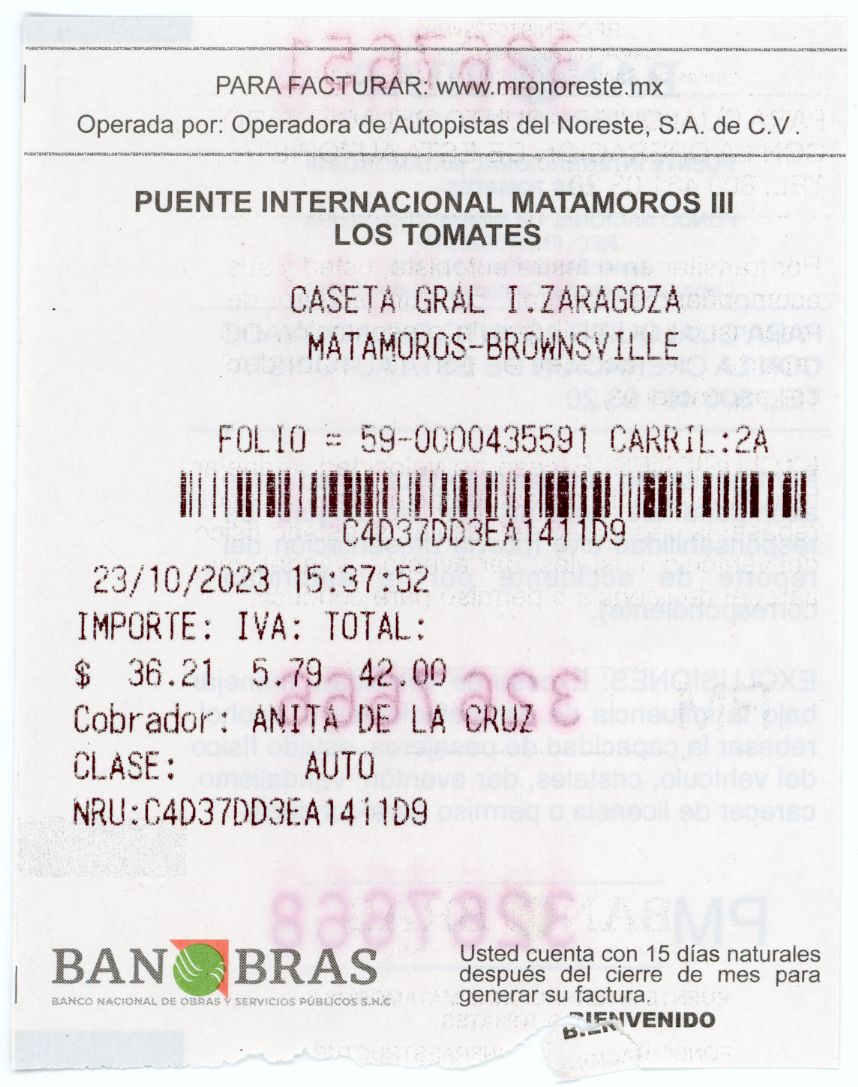 PARA FACTURAR: www.mronoreste.mx
Operada por: Operadora de Autopistas del Noreste, S.A. de C.V.
PUENTE INTERNACIONAL MATAMOROS III
LOS TOMATES
CASETA GRAL I.ZARAGOZA
MATAMOROS-BROWNSVILLE
FOLIO = 59-0000435591 CARRIL:2A
C4D37DD3EA1411D9
23/10/2023 15:37:52
IMPORTE: IVA: TOTAL:
$ 36.21 5.79 42.00
Cobrador: ANITA DE LA CRUZ
CLASE: AUTO
NRU:C4D37DD3EA1411D9
BANOBRAS
BANCO NACIONAL DE OBRAS Y SERVICIOS PÚBLICOS S.N.C
Usted cuenta con 15 días naturales
después del cierre de mes para
generar su factura.
BIENVENIDO